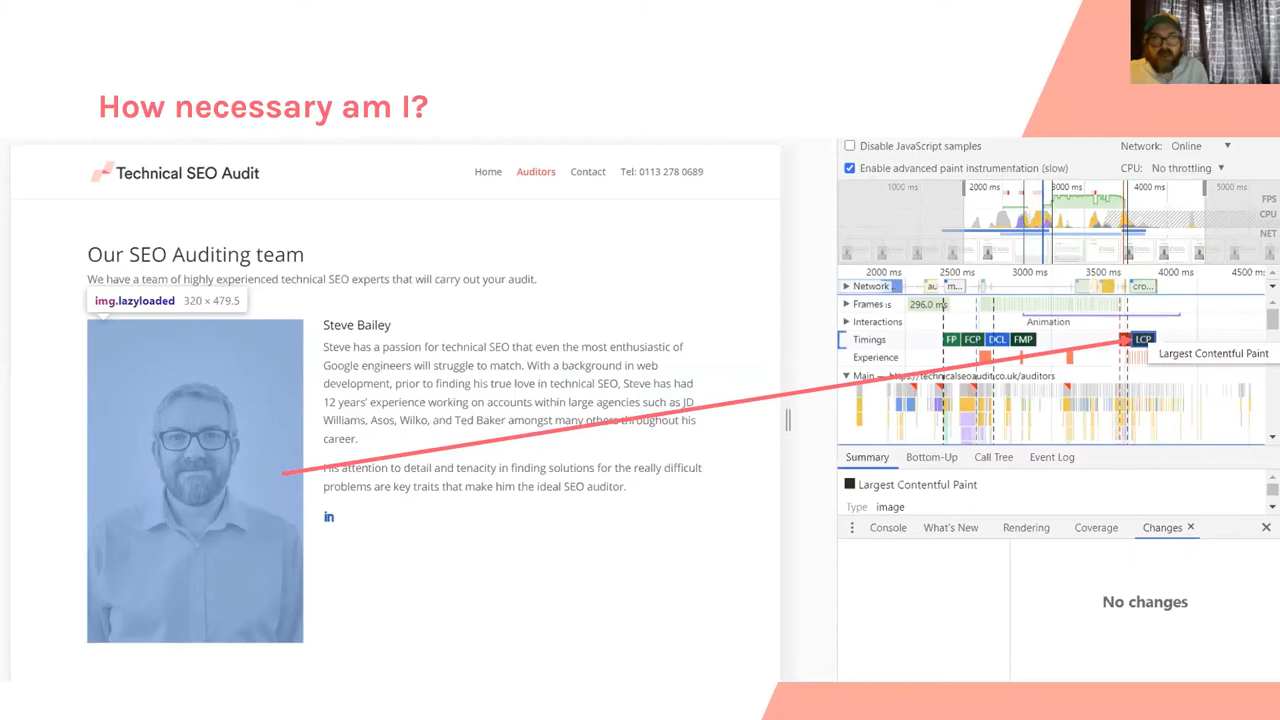 How necessary am I?
Technical SEO Audit
Home Auditors Contact Tel: 0113 278 0689
Our SEO Auditing team
We have a team of highly experienced technical SEO experts that will carry out your audit.
img.lazyloaded 320 × 479.5
Steve Bailey
Steve has a passion for technical SEO that even the most enthusiastic of
Google engineers will struggle to match. With a background in web
development, prior to finding his true love in technical SEO, Steve has had
12 years' experience working on accounts within large agencies such as JD
Williams, Asos, Wilko, and Ted Baker amongst many others throughout his
career.
His attention to detail and tenacity in finding solutions for the really difficult
problems are key traits that make him the ideal SEO auditor.
in
Disable JavaScript samples Network: Online
Enable advanced paint instrumentation (slow) CPU: No throttling
1000 ms 2000 ms 3000 ms 4000 ms 5000 ms
FPS
CPU
NET
2000 ms 2500 ms 3000 ms 3500 ms 4000 ms 4500 ms
Network au m... cro...
Frames 296.0 ms
Interactions Animation
Timings FP FCP DCL FMP LCP
Experience Largest Contentful Paint
Main — https://technicalseoaudit.co.uk/auditors
Summary Bottom-Up Call Tree Event Log
Largest Contentful Paint
Type image
Console What's New Rendering Coverage Changes
No changes